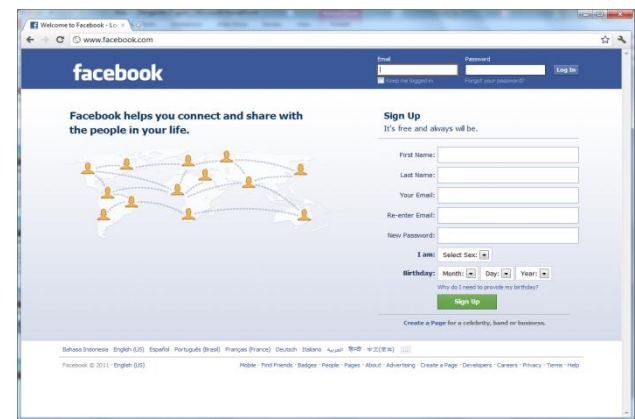 Welcome to Facebook - Lo
www.facebook.com
facebook
Email
Password
Log In
Keep me logged in
Forgot your password?
Facebook helps you connect and share with
the people in your life.
Sign Up
It's free and always will be.
First Name:
Last Name:
Your Email:
Re-enter Email:
New Password:
I am: Select Sex:
Birthday: Month: Day: Year:
Why do I need to provide my birthday?
Sign Up
Create a Page for a celebrity, band or business.
Bahasa Indonesia English (US) Español Português (Brasil) Français (France) Deutsch Italiano العربية हिन्दी 中文(简体) ...
Facebook © 2011 · English (US)
Mobile · Find Friends · Badges · People · Pages · About · Advertising · Create a Page · Developers · Careers · Privacy · Terms · Help